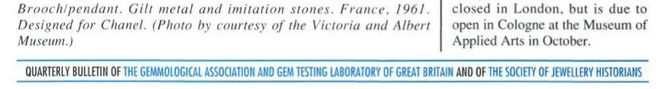 Brooch/pendant. Gilt metal and imitation stones. France, 1961.
Designed for Chanel. (Photo by courtesy of the Victoria and Albert
Museum.)
closed in London, but is due to
open in Cologne at the Museum of
Applied Arts in October.
QUARTERLY BULLETIN OF THE GEMMOLOGICAL ASSOCIATION AND GEM TESTING LABORATORY OF GREAT BRITAIN AND OF THE SOCIETY OF JEWELLERY HISTORIANS